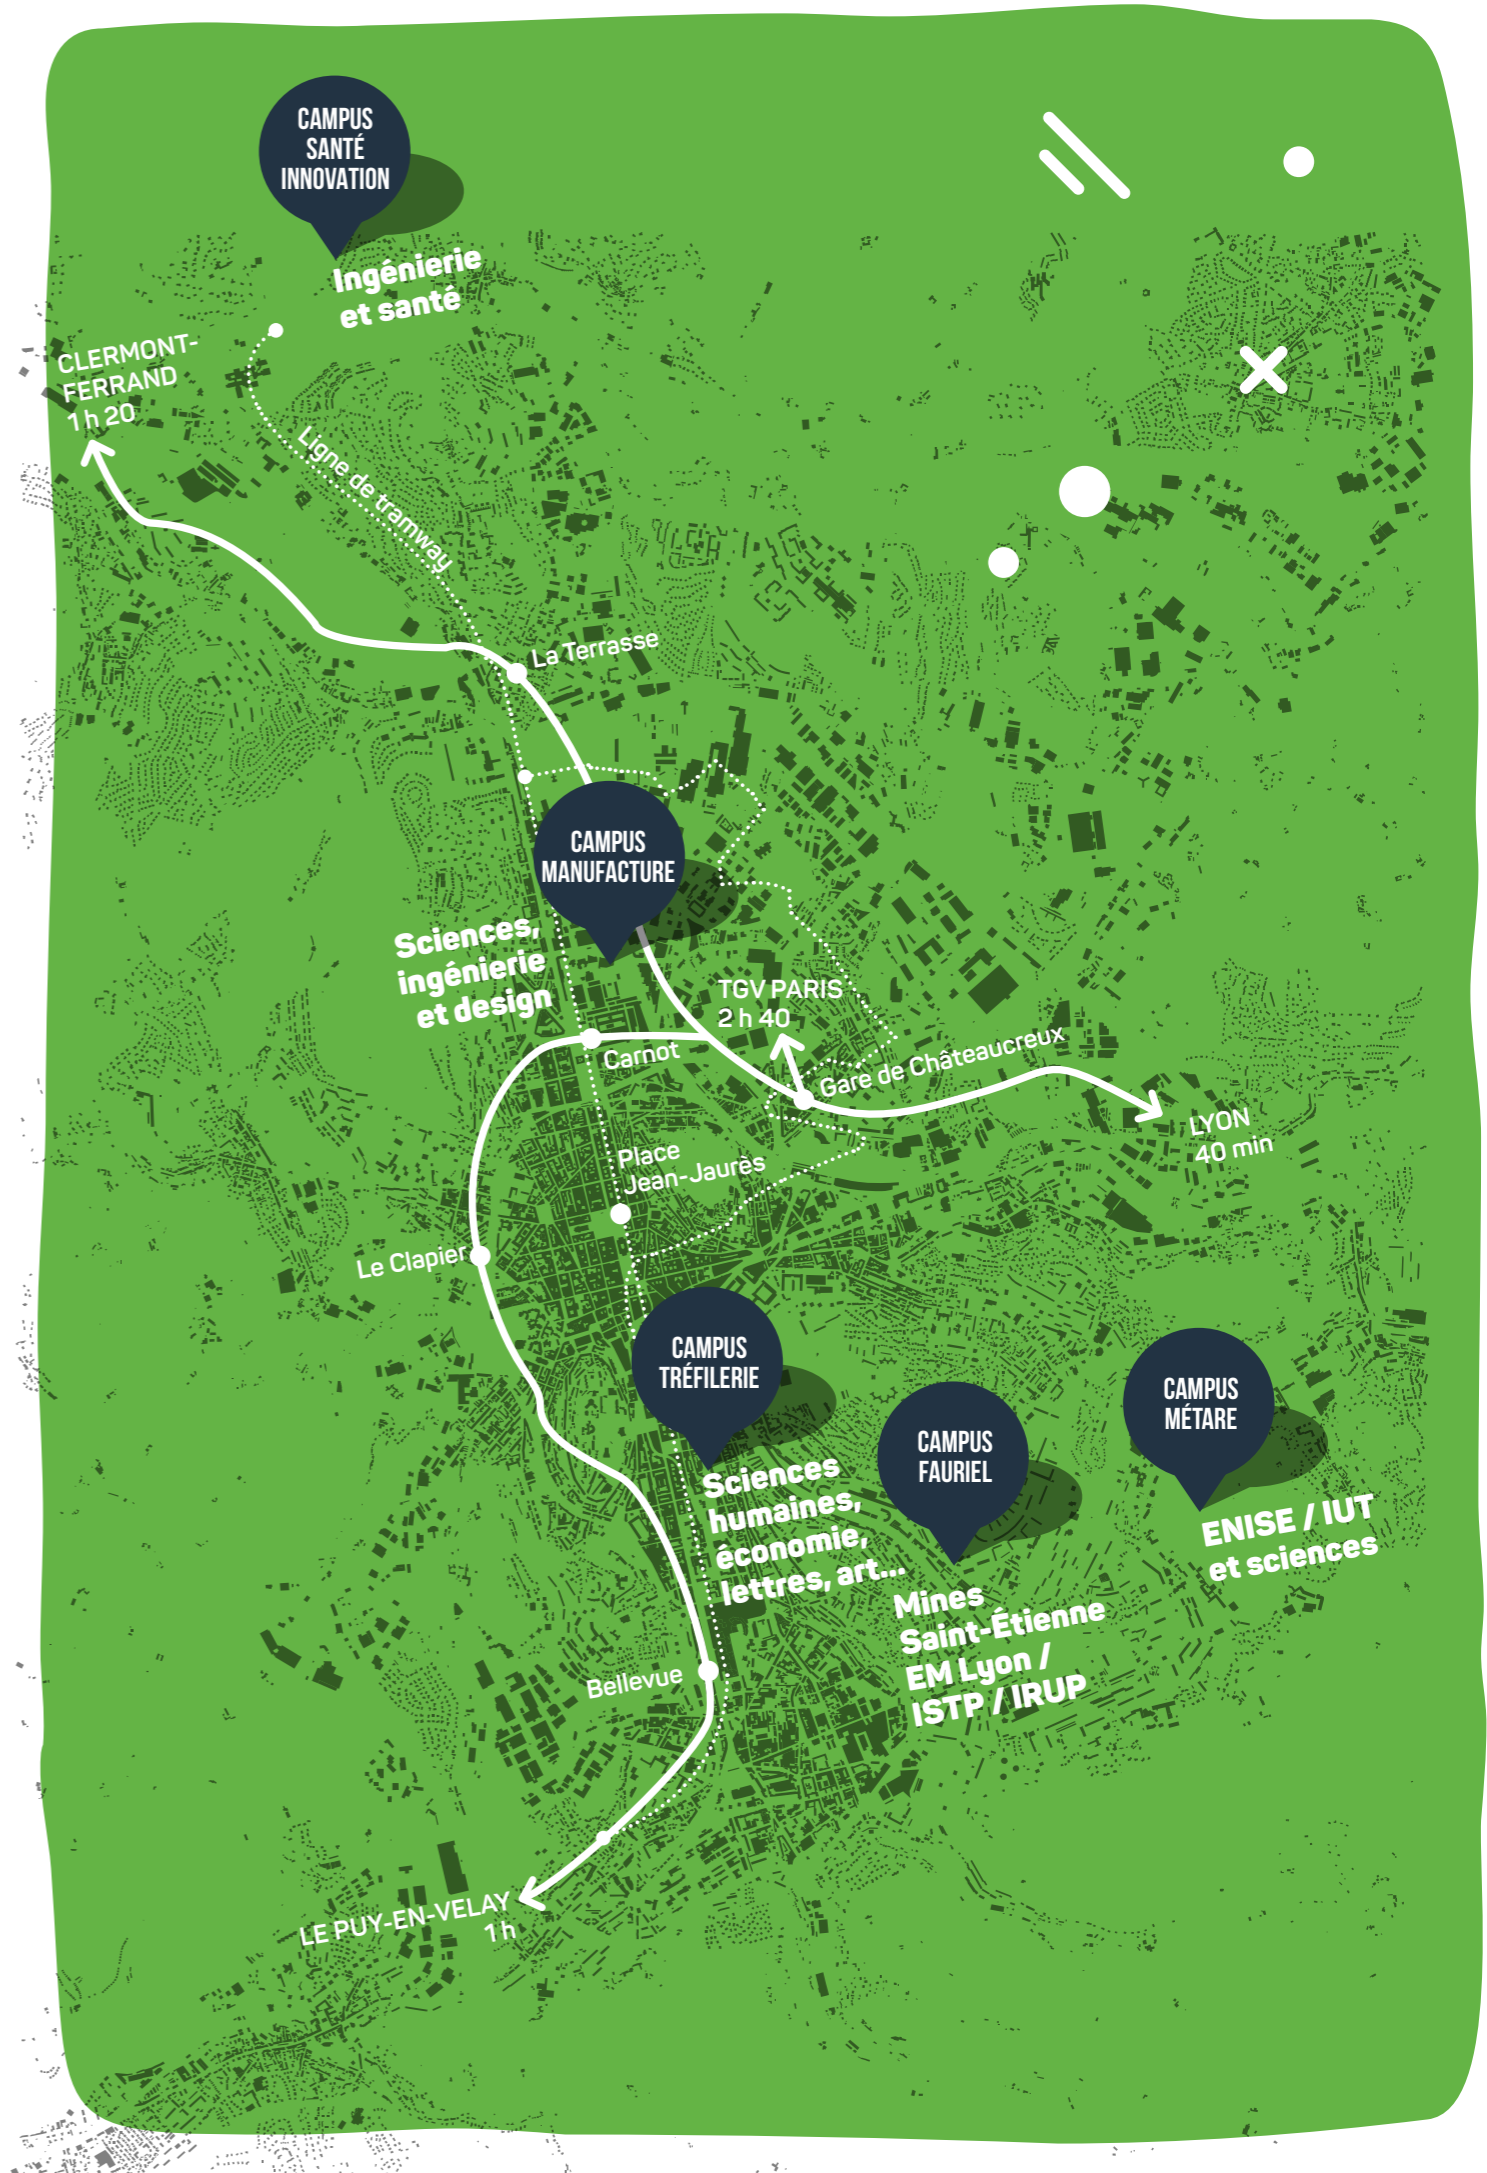 CAMPUS
SANTÉ
INNOVATION
Ingénierie
et santé
CLERMONT-
FERRAND
1 h 20
Ligne de tramway
La Terrasse
CAMPUS
MANUFACTURE
Sciences,
ingénierie
et design
TGV PARIS
2 h 40
Carnot
Gare de Châteaucreux
LYON
40 min
Place
Jean-Jaurès
Le Clapier
CAMPUS
TRÉFILERIE
Sciences
humaines,
économie,
lettres, art...
CAMPUS
FAURIEL
Mines
Saint-Étienne
EM Lyon /
ISTP / IRUP
CAMPUS
MÉTARE
ENISE / IUT
et sciences
Bellevue
LE PUY-EN-VELAY
1 h